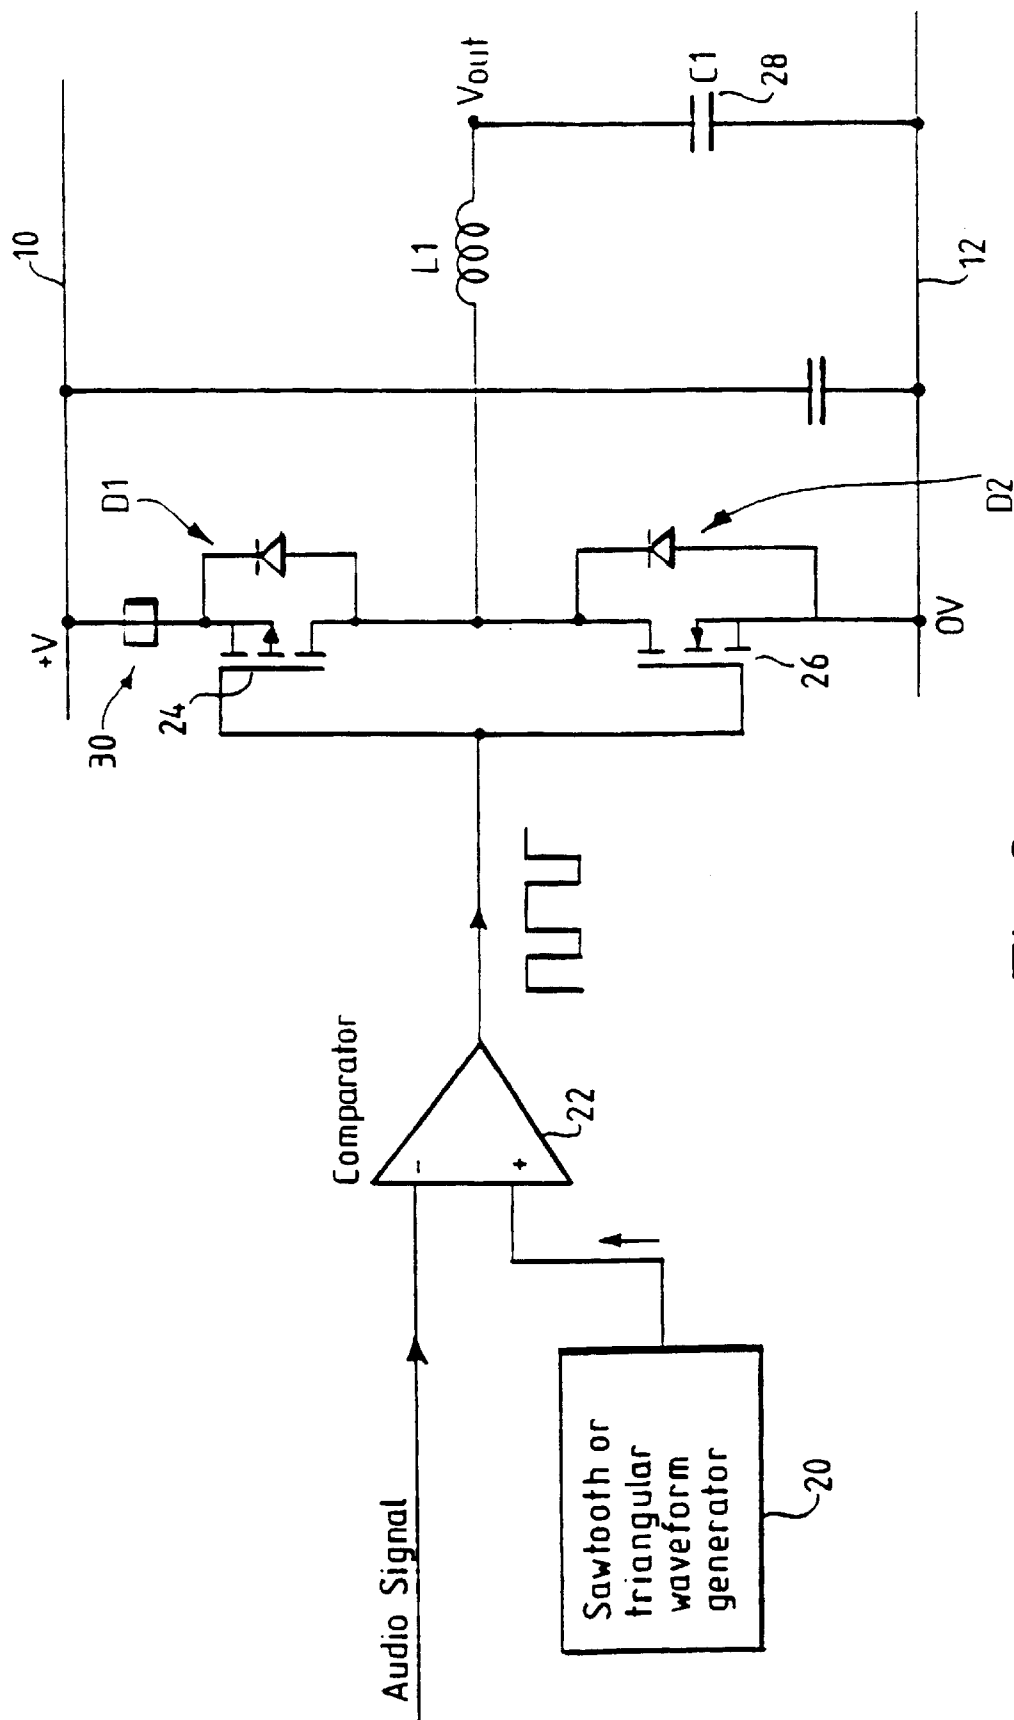 10
+V
30
D1
24
L1
Vout
C1
28
Comparator
-
+
22
26
D2
0V
12
Audio Signal
Sawtooth or
triangular
waveform
generator
20